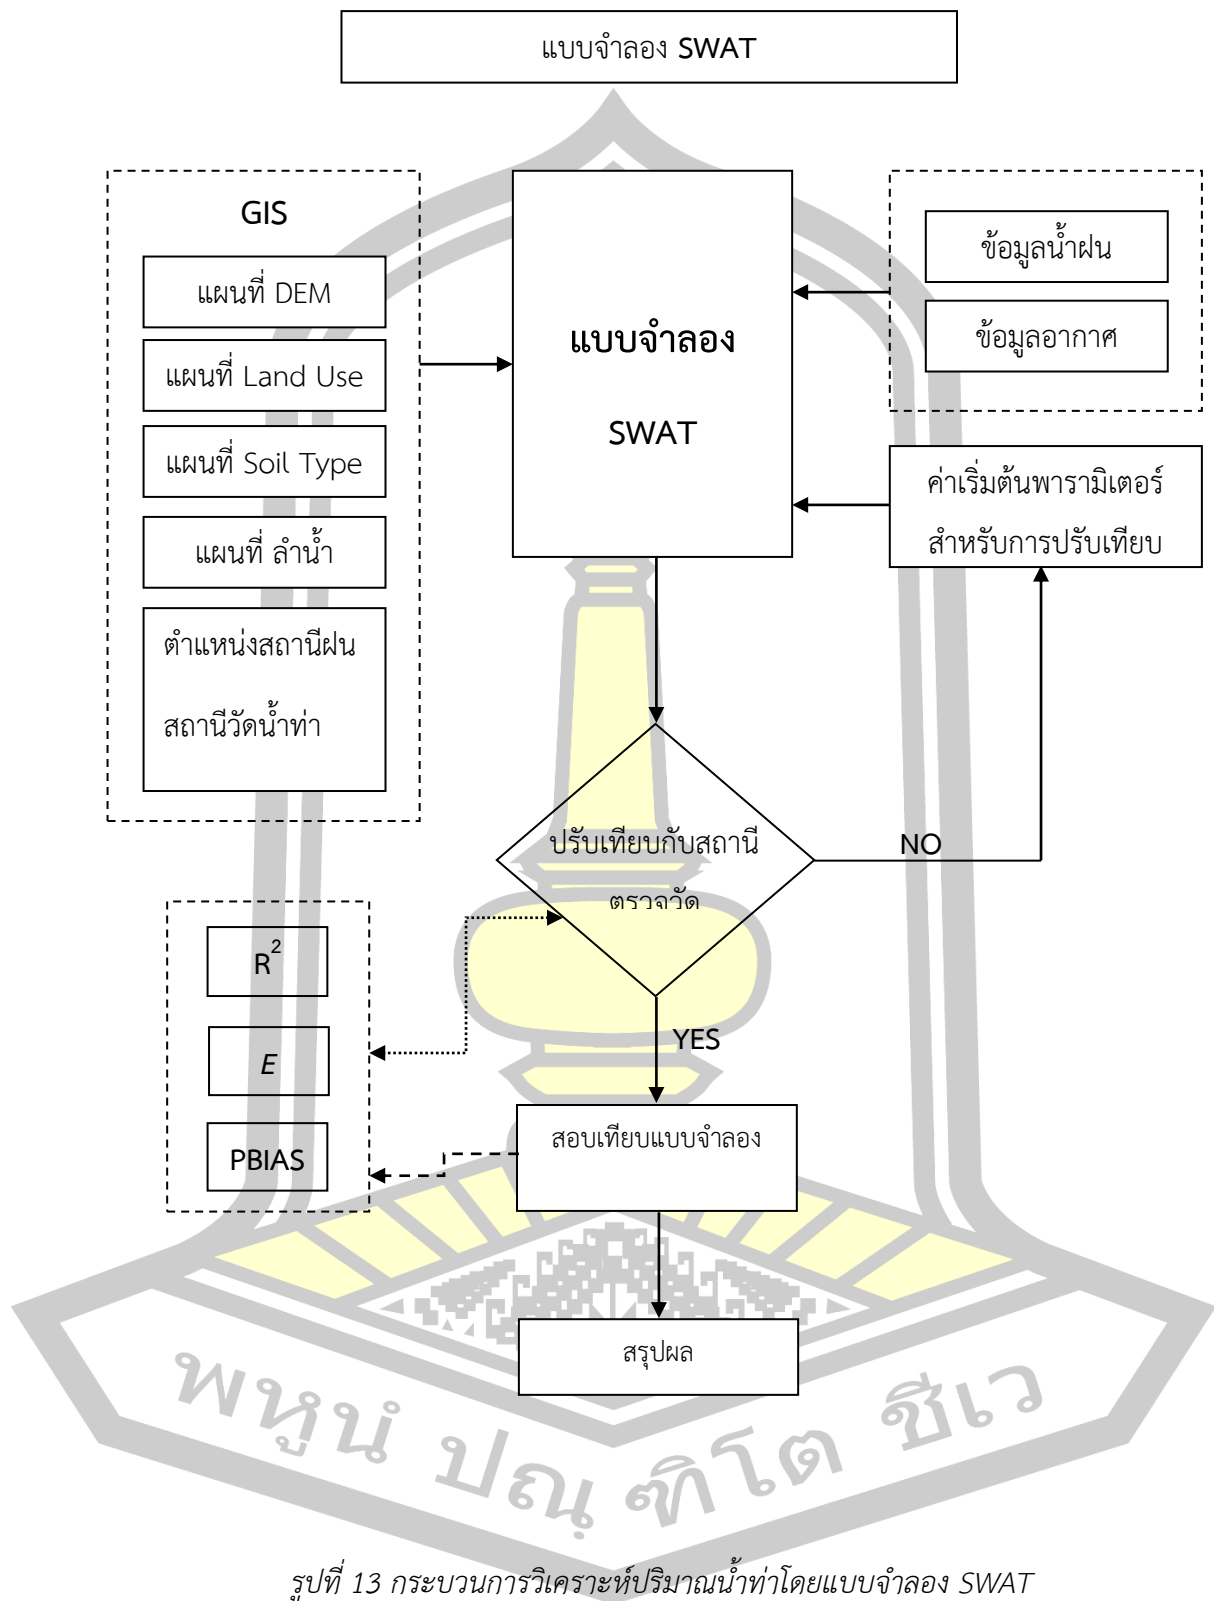 แบบจำลอง SWAT
GIS
แผนที่ DEM
แผนที่ Land Use
แผนที่ Soil Type
แผนที่ ลำน้ำ
ตำแหน่งสถานีฝน
สถานีวัดน้ำท่า
แบบจำลอง
SWAT
ข้อมูลน้ำฝน
ข้อมูลอากาศ
ค่าเริ่มต้นพารามิเตอร์
สำหรับการปรับเทียบ
ปรับเทียบกับสถานี
ตรวจวัด
NO
R²
E
PBIAS
YES
สอบเทียบแบบจำลอง
สรุปผล
พหูนํ ปณฺฑิโต ชีเว
รูปที่ 13 กระบวนการวิเคราะห์ปริมาณน้ำท่าโดยแบบจำลอง SWAT